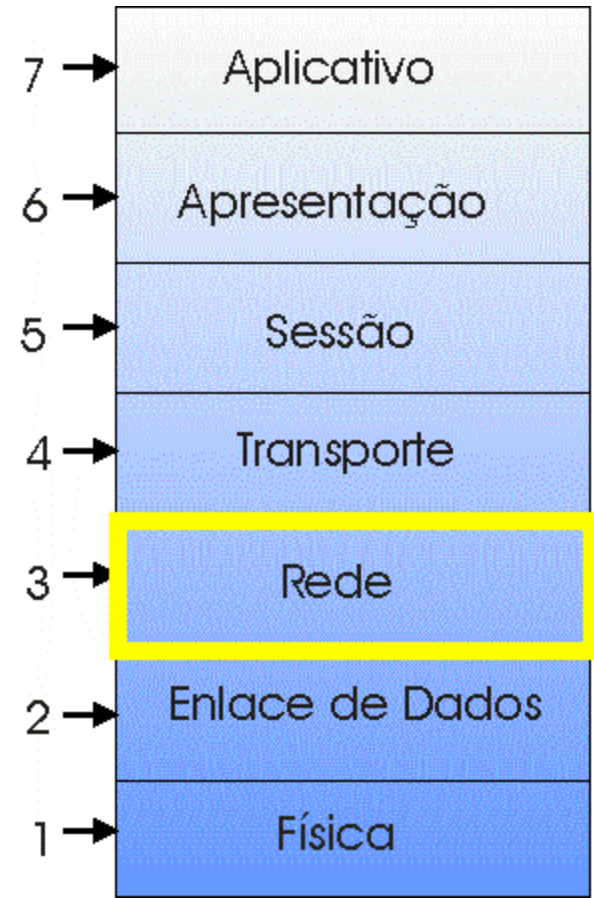 7 Aplicativo
6 Apresentação
5 Sessão
4 Transporte
3 Rede
2 Enlace de Dados
1 Física